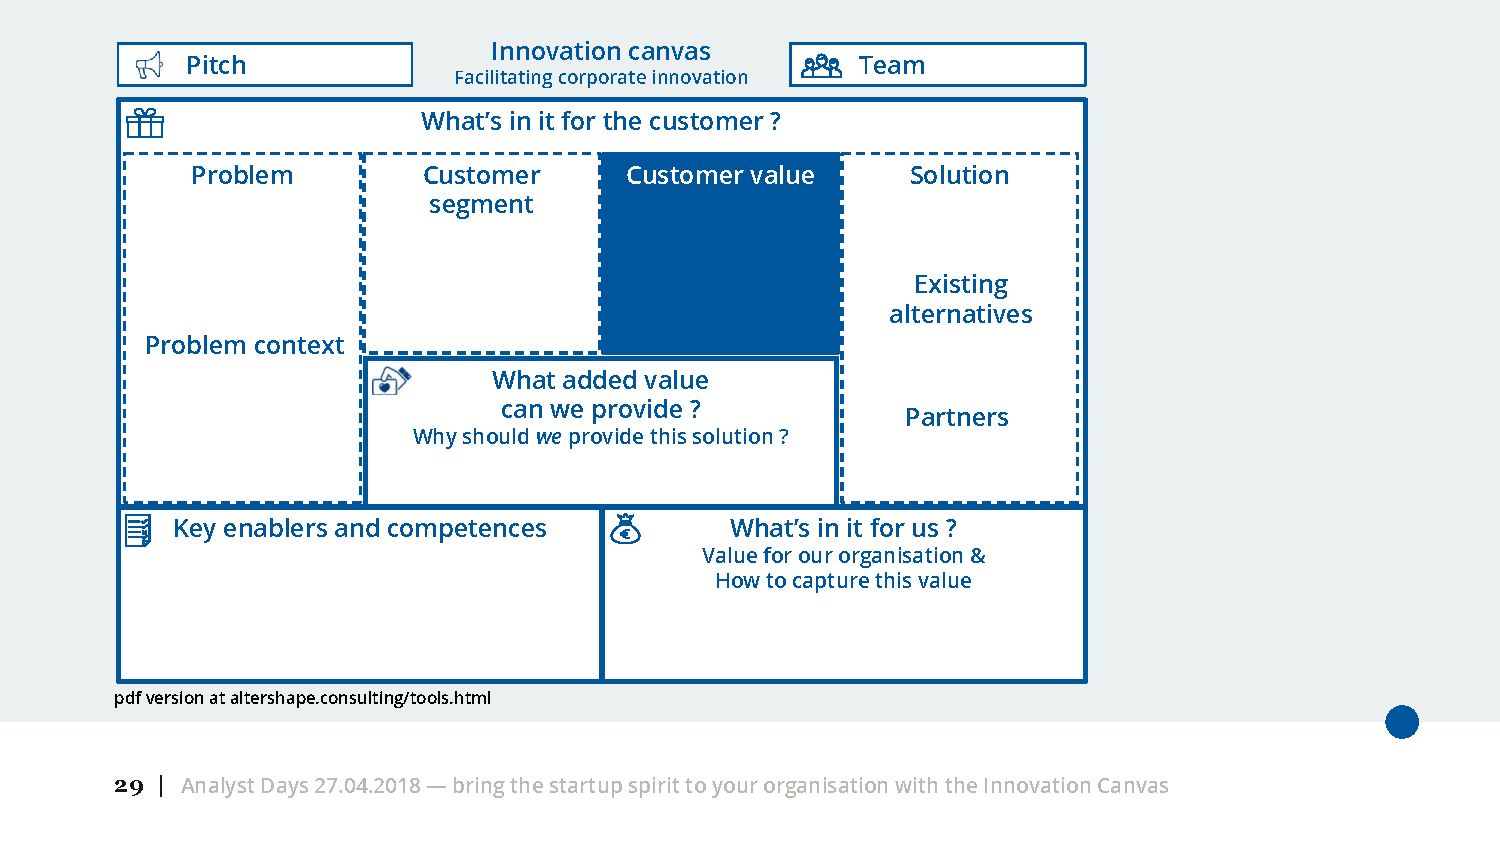 Pitch
Innovation canvas
Facilitating corporate innovation
Team
What’s in it for the customer ?
Problem
Problem context
Customer
segment
Customer value
Solution
Existing
alternatives
Partners
What added value
can we provide ?
Why should we provide this solution ?
Key enablers and competences
What’s in it for us ?
Value for our organisation &
How to capture this value
pdf version at altershape.consulting/tools.html
29 | Analyst Days 27.04.2018 — bring the startup spirit to your organisation with the Innovation Canvas